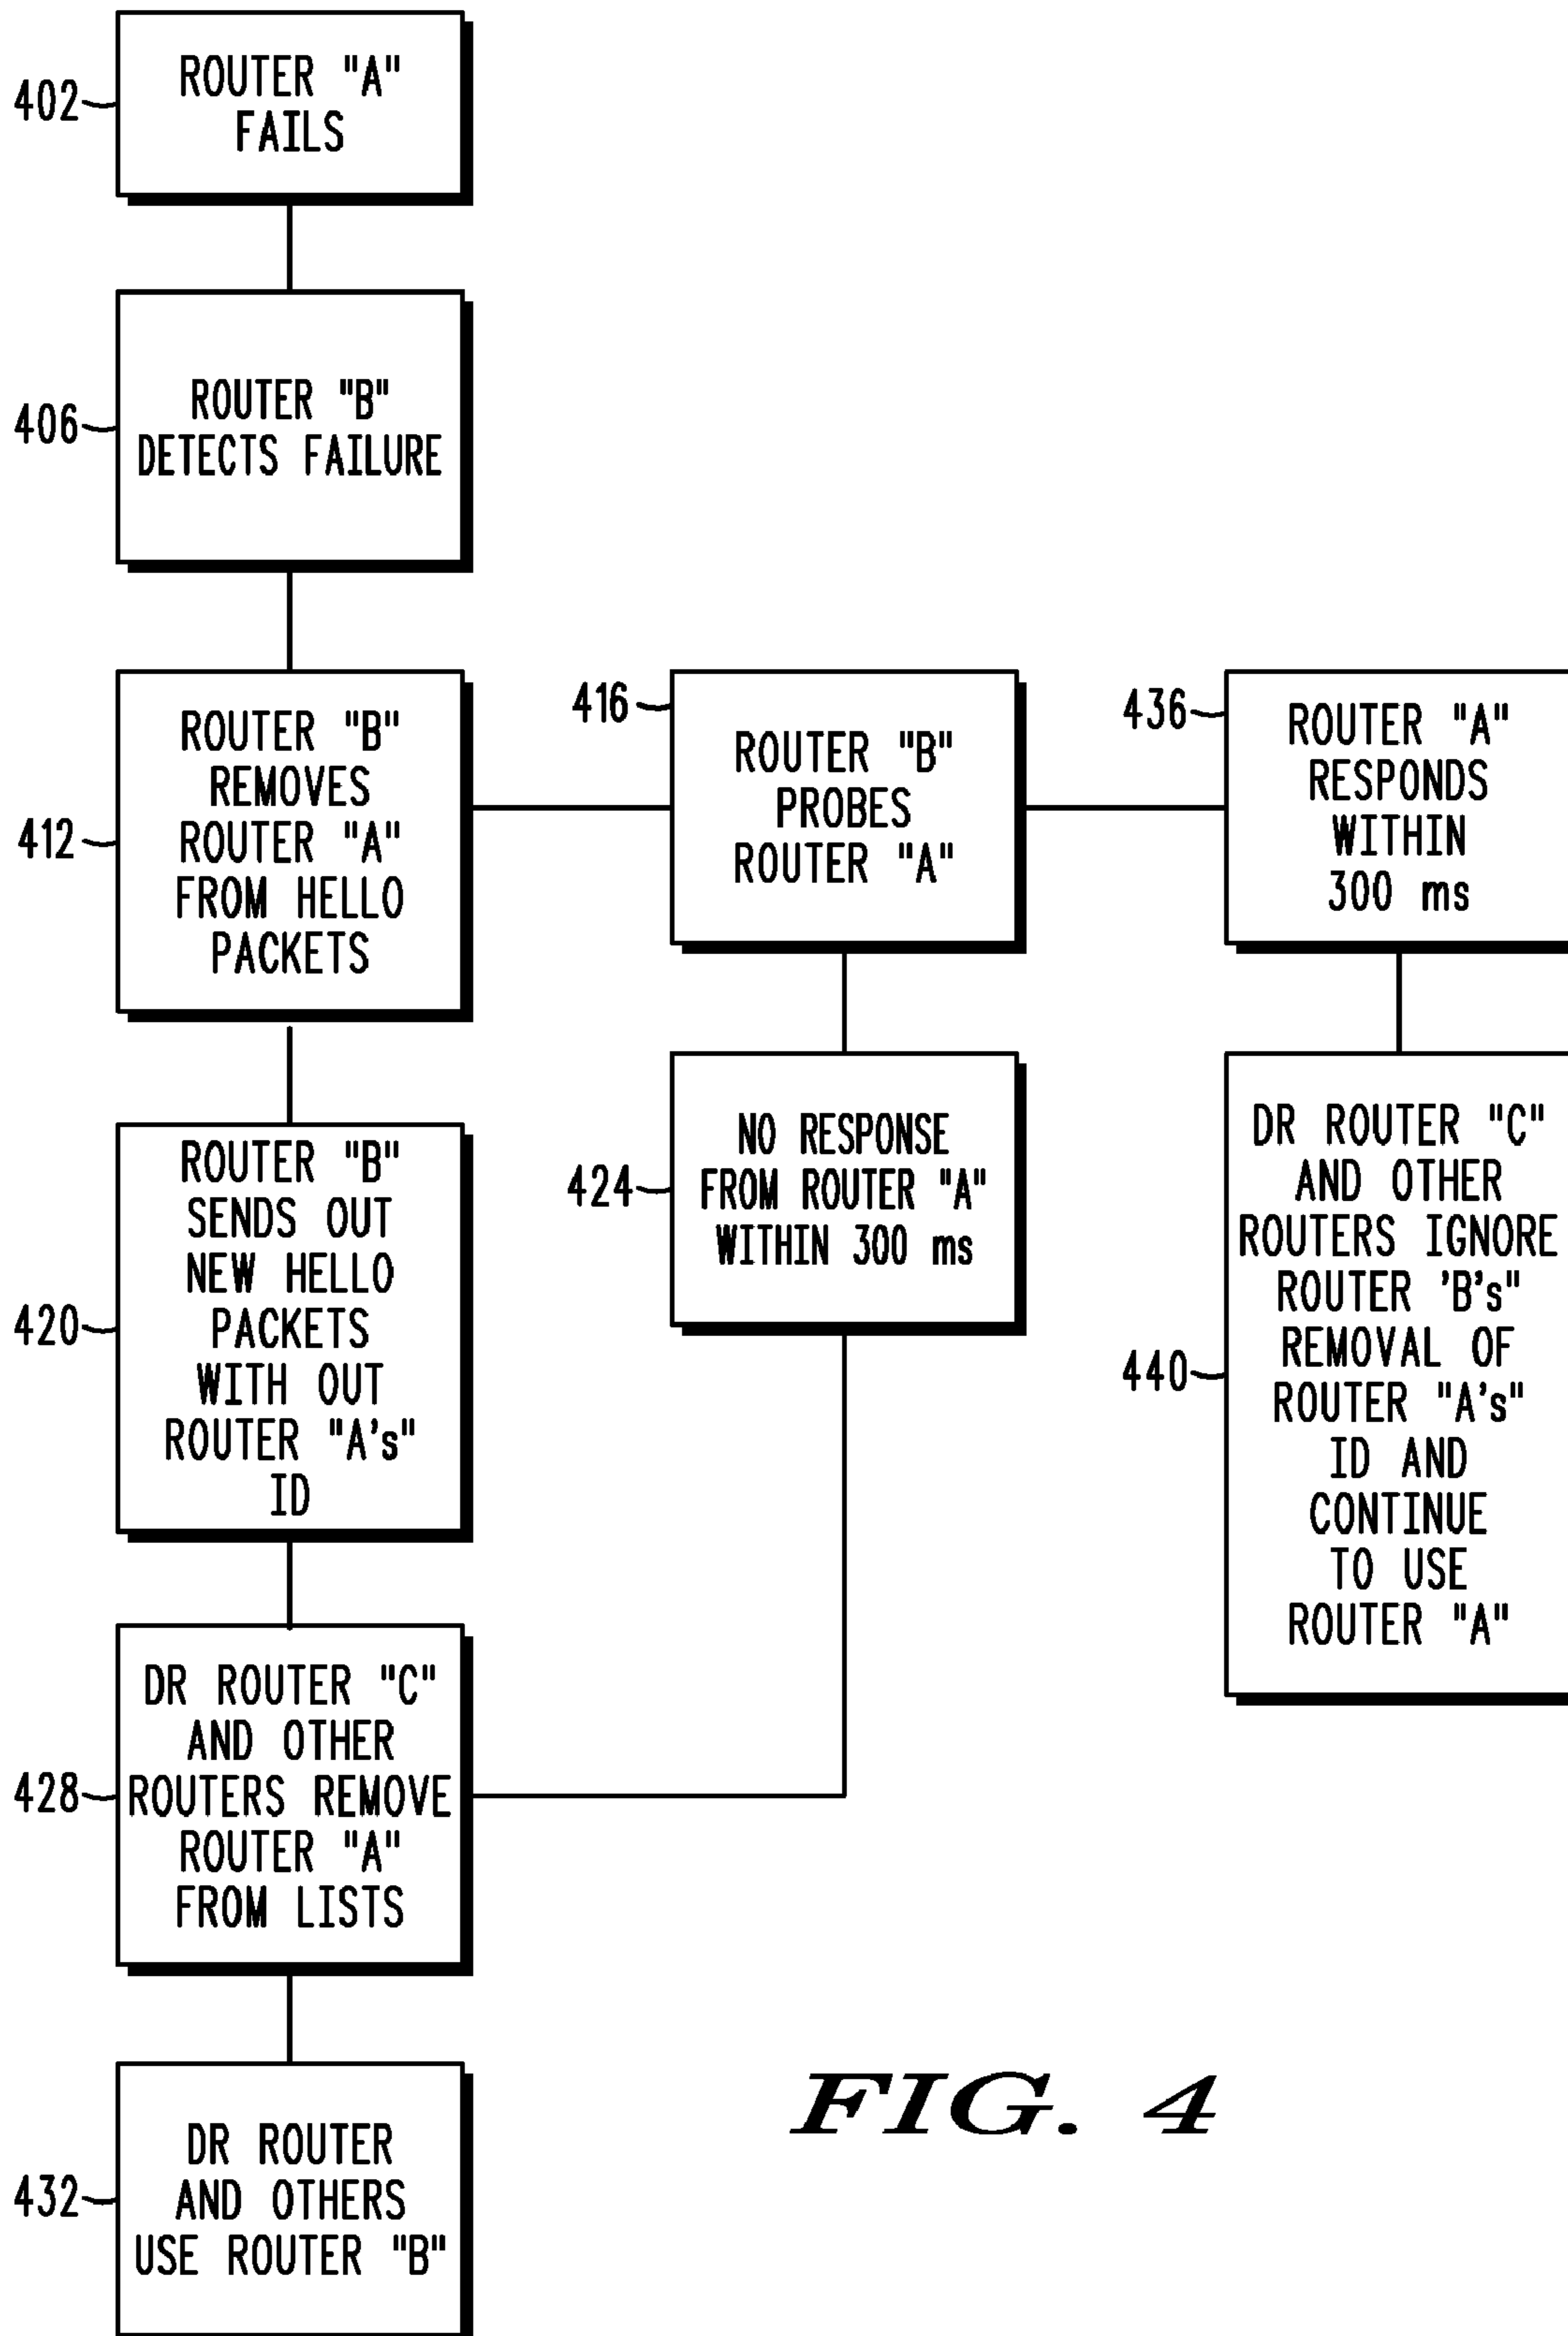 402
ROUTER "A"
FAILS
406
ROUTER "B"
DETECTS FAILURE
412
ROUTER "B"
REMOVES
ROUTER "A"
FROM HELLO
PACKETS
416
ROUTER "B"
PROBES
ROUTER "A"
436
ROUTER "A"
RESPONDS
WITHIN
300 ms
420
ROUTER "B"
SENDS OUT
NEW HELLO
PACKETS
WITH OUT
ROUTER "A's"
ID
424
NO RESPONSE
FROM ROUTER "A"
WITHIN 300 ms
440
DR ROUTER "C"
AND OTHER
ROUTERS IGNORE
ROUTER 'B's"
REMOVAL OF
ROUTER "A's"
ID AND
CONTINUE
TO USE
ROUTER "A"
428
DR ROUTER "C"
AND OTHER
ROUTERS REMOVE
ROUTER "A"
FROM LISTS
432
DR ROUTER
AND OTHERS
USE ROUTER "B"
FIG. 4